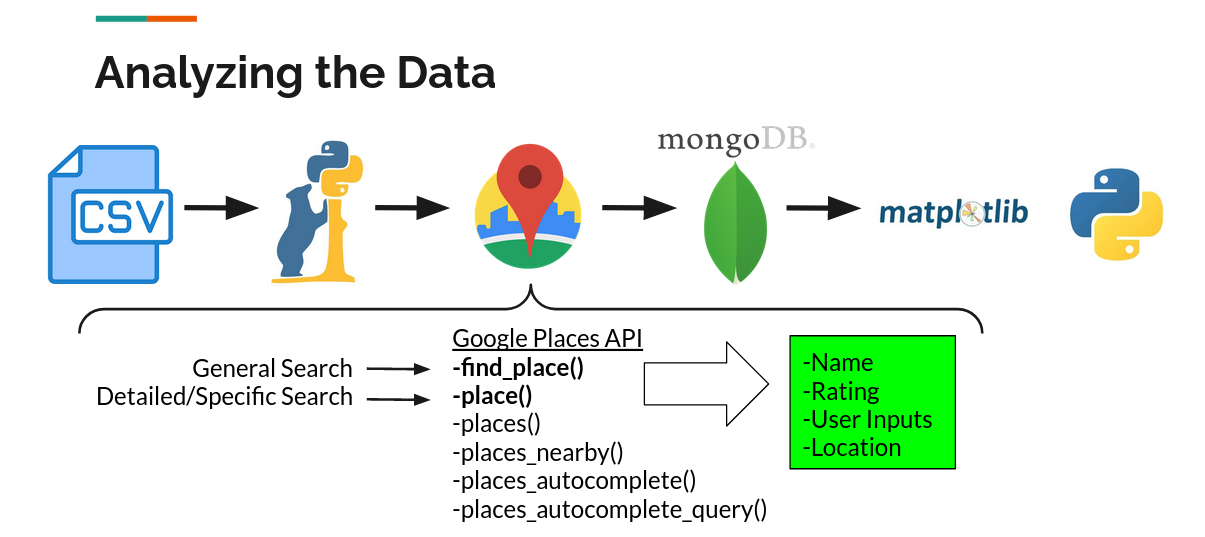 Analyzing the Data
mongoDB.
CSV
matplotlib
Google Places API
General Search
-find_place()
Detailed/Specific Search
-place()
-places()
-places_nearby()
-places_autocomplete()
-places_autocomplete_query()
-Name
-Rating
-User Inputs
-Location